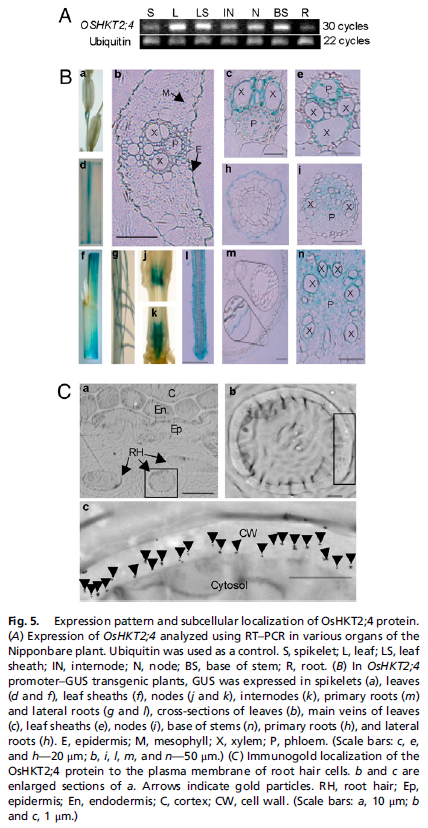 A
S L LS IN N BS R
OSHKT2;4 30 cycles
Ubiquitin 22 cycles
B
a b c e
M
X X P
X P E X
P X X X
d h i
X P X
f g j l m n
k
X X X X
P
X X
X X
C
a b
C
En
Ep
RH
c
CW
Cytosol
Fig. 5. Expression pattern and subcellular localization of OsHKT2;4 protein.
(A) Expression of OsHKT2;4 analyzed using RT–PCR in various organs of the
Nipponbare plant. Ubiquitin was used as a control. S, spikelet; L, leaf; LS, leaf
sheath; IN, internode; N, node; BS, base of stem; R, root. (B) In OsHKT2;4
promoter–GUS transgenic plants, GUS was expressed in spikelets (a), leaves
(d and f), leaf sheaths (f), nodes (j and k), internodes (k), primary roots (m)
and lateral roots (g and l), cross-sections of leaves (b), main veins of leaves
(c), leaf sheaths (e), nodes (i), base of stems (n), primary roots (h), and lateral
roots (h). E, epidermis; M, mesophyll; X, xylem; P, phloem. (Scale bars: c, e,
and h—20 μm; b, i, l, m, and n—50 μm.) (C) Immunogold localization of the
OsHKT2;4 protein to the plasma membrane of root hair cells. b and c are
enlarged sections of a. Arrows indicate gold particles. RH, root hair; Ep,
epidermis; En, endodermis; C, cortex; CW, cell wall. (Scale bars: a, 10 μm; b
and c, 1 μm.)